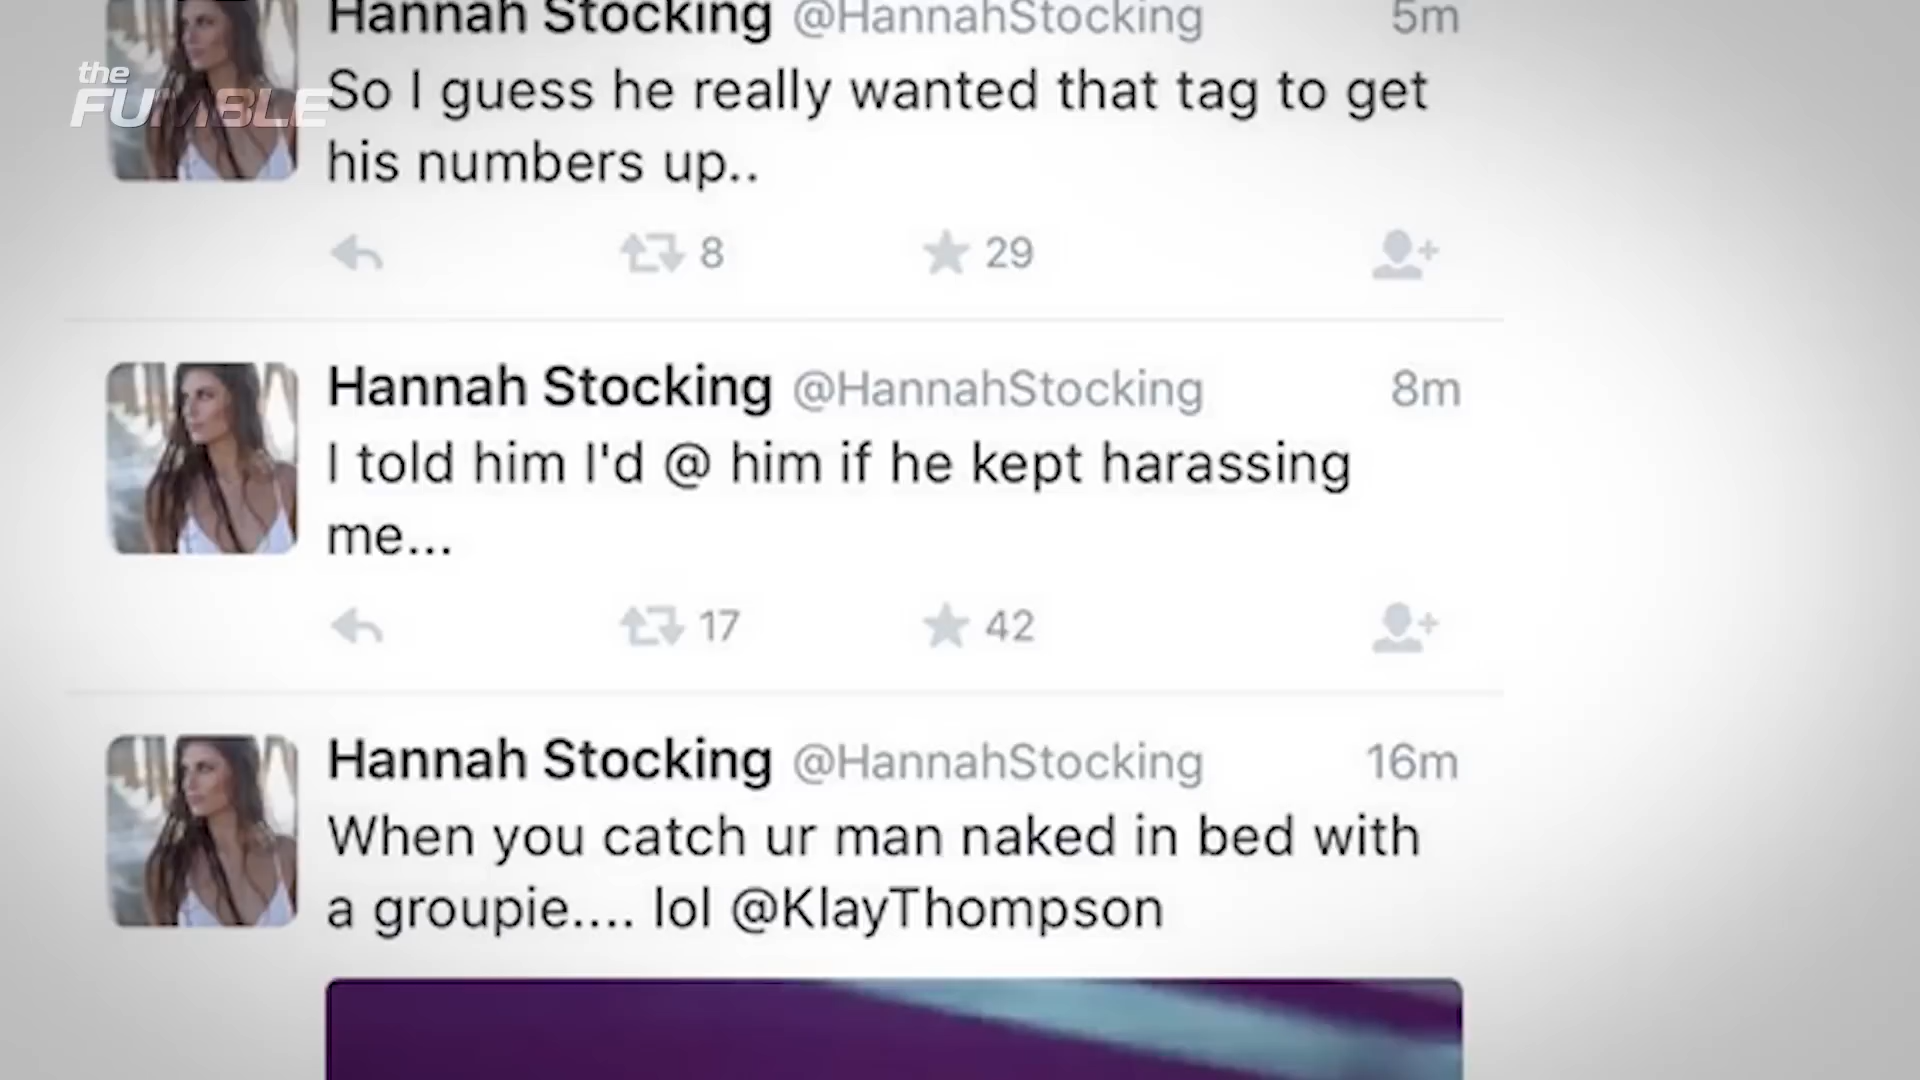 Hannah Stocking @HannahStocking 5m
the
FUMBLE
So I guess he really wanted that tag to get
his numbers up..
8 29
Hannah Stocking @HannahStocking 8m
I told him I'd @ him if he kept harassing
me...
17 42
Hannah Stocking @HannahStocking 16m
When you catch ur man naked in bed with
a groupie.... lol @KlayThompson